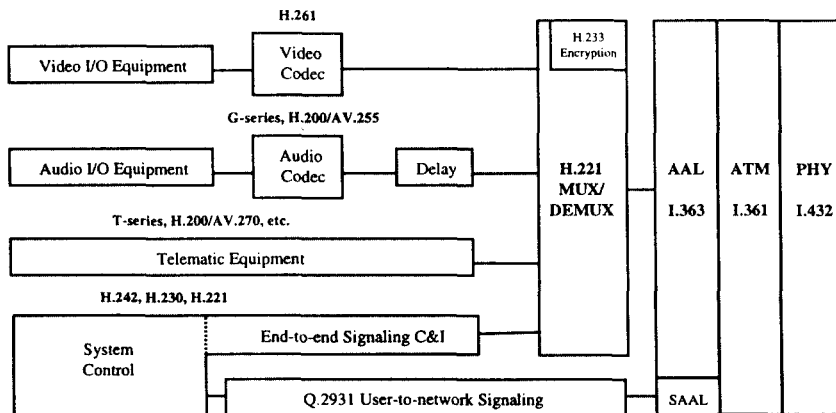 H.261
Video I/O Equipment
Video
Codec
H.233
Encryption
G-series, H.200/AV.255
Audio I/O Equipment
Audio
Codec
Delay
H.221
MUX/
DEMUX
AAL
I.363
ATM
I.361
PHY
I.432
T-series, H.200/AV.270, etc.
Telematic Equipment
H.242, H.230, H.221
System
Control
End-to-end Signaling C&I
Q.2931 User-to-network Signaling
SAAL